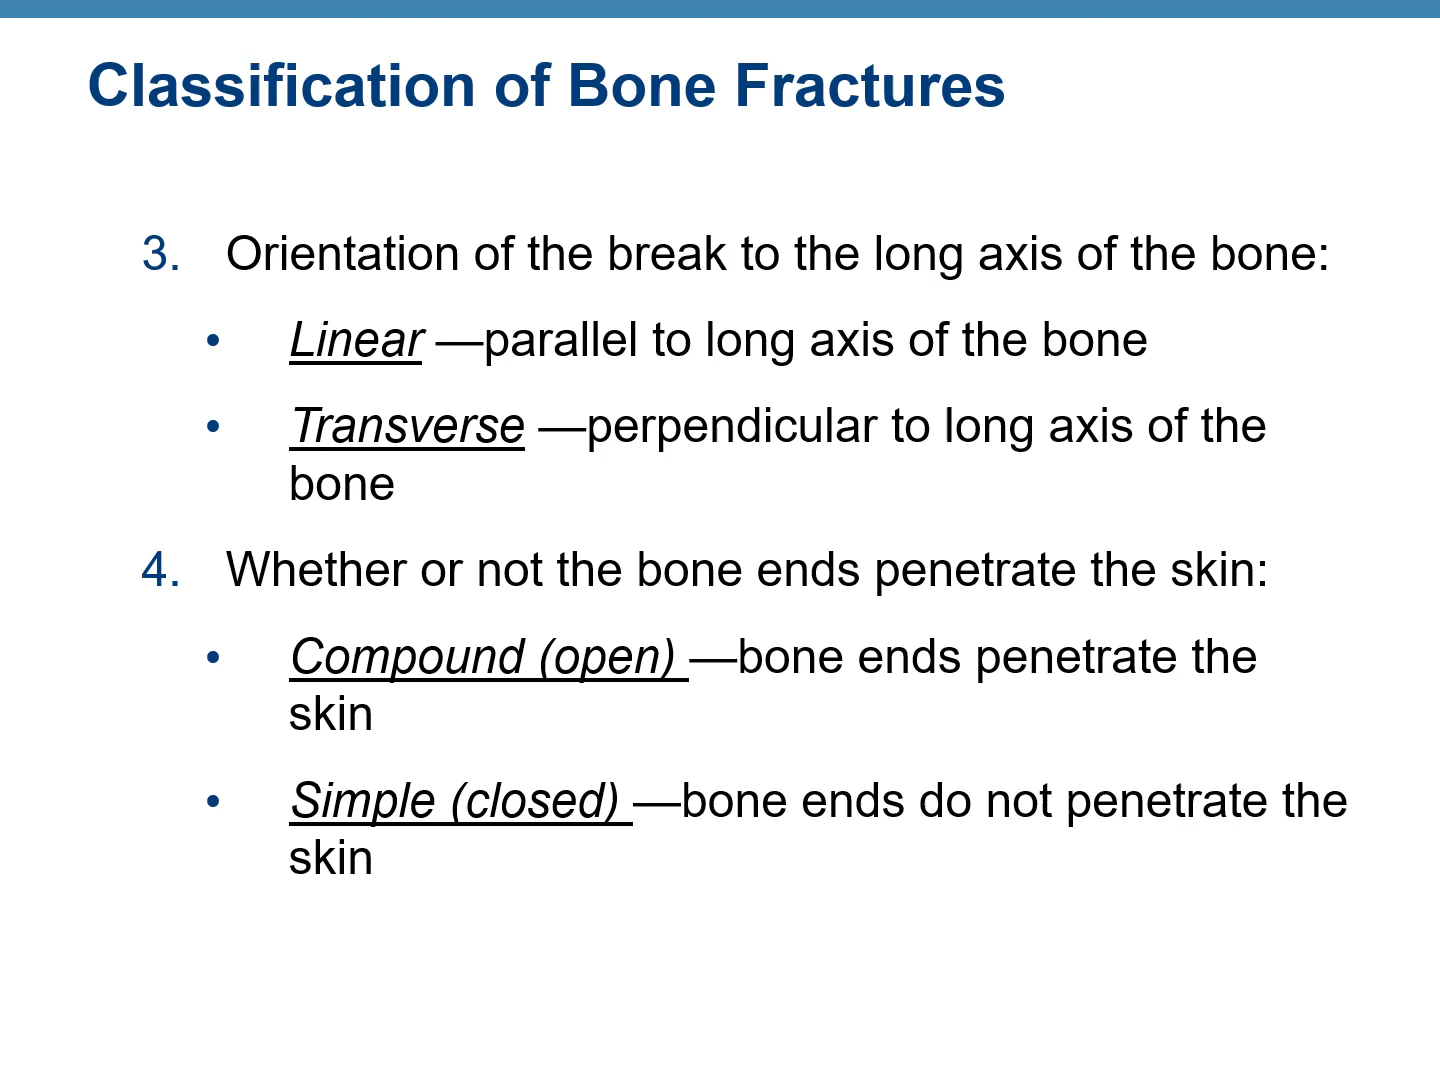 Classification of Bone Fractures
3. Orientation of the break to the long axis of the bone:
• Linear —parallel to long axis of the bone
• Transverse —perpendicular to long axis of the
bone
4. Whether or not the bone ends penetrate the skin:
• Compound (open) —bone ends penetrate the
skin
• Simple (closed) —bone ends do not penetrate the
skin